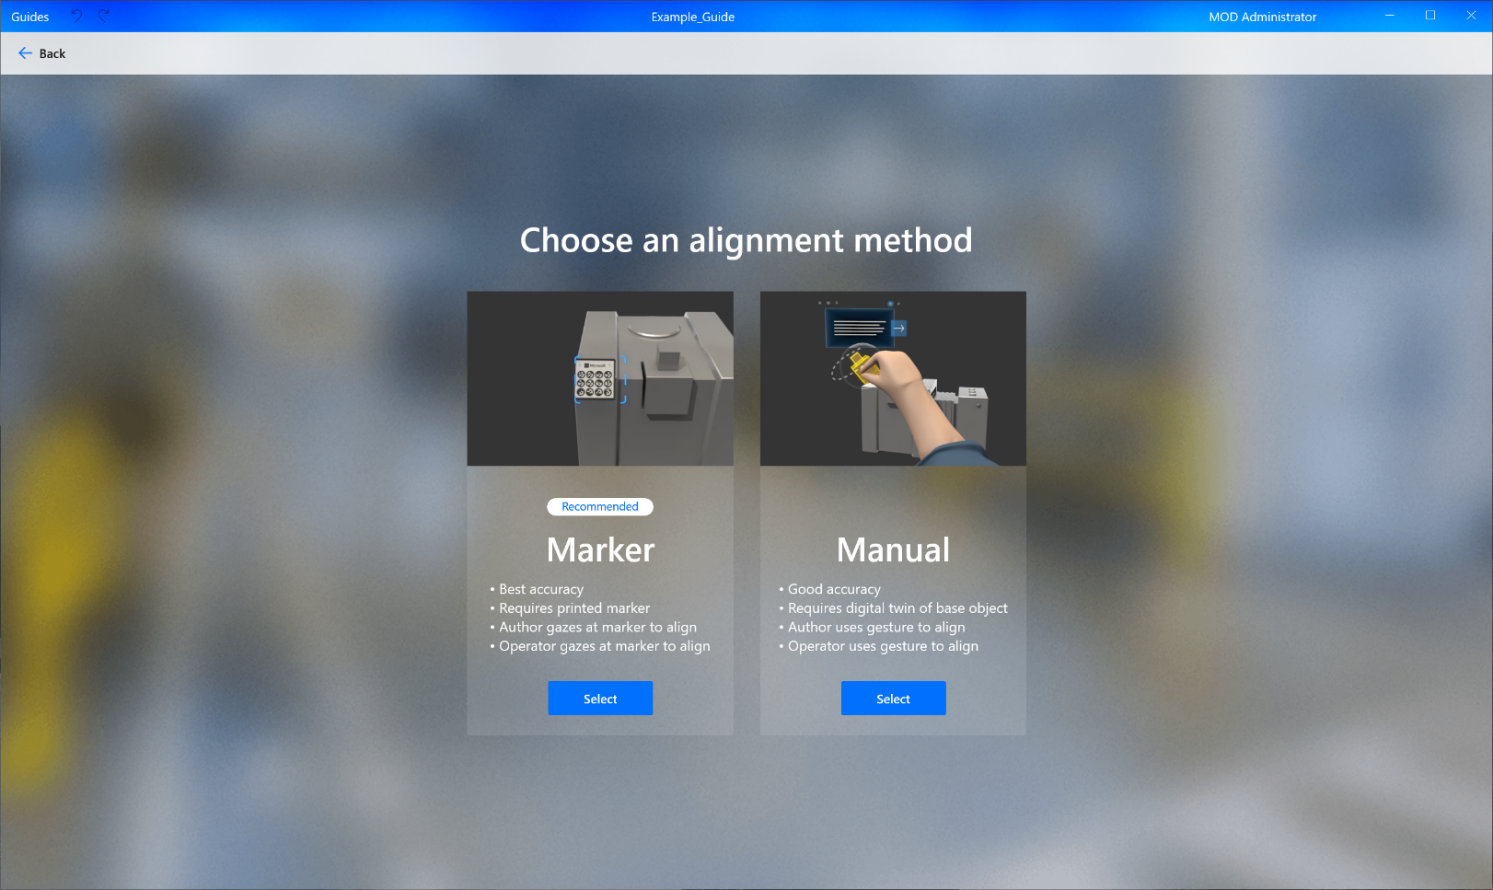 Guides
Example_Guide
MOD Administrator
Back
Choose an alignment method
Microsoft
Recommended
Marker
• Best accuracy
• Requires printed marker
• Author gazes at marker to align
• Operator gazes at marker to align
Select
Manual
• Good accuracy
• Requires digital twin of base object
• Author uses gesture to align
• Operator uses gesture to align
Select